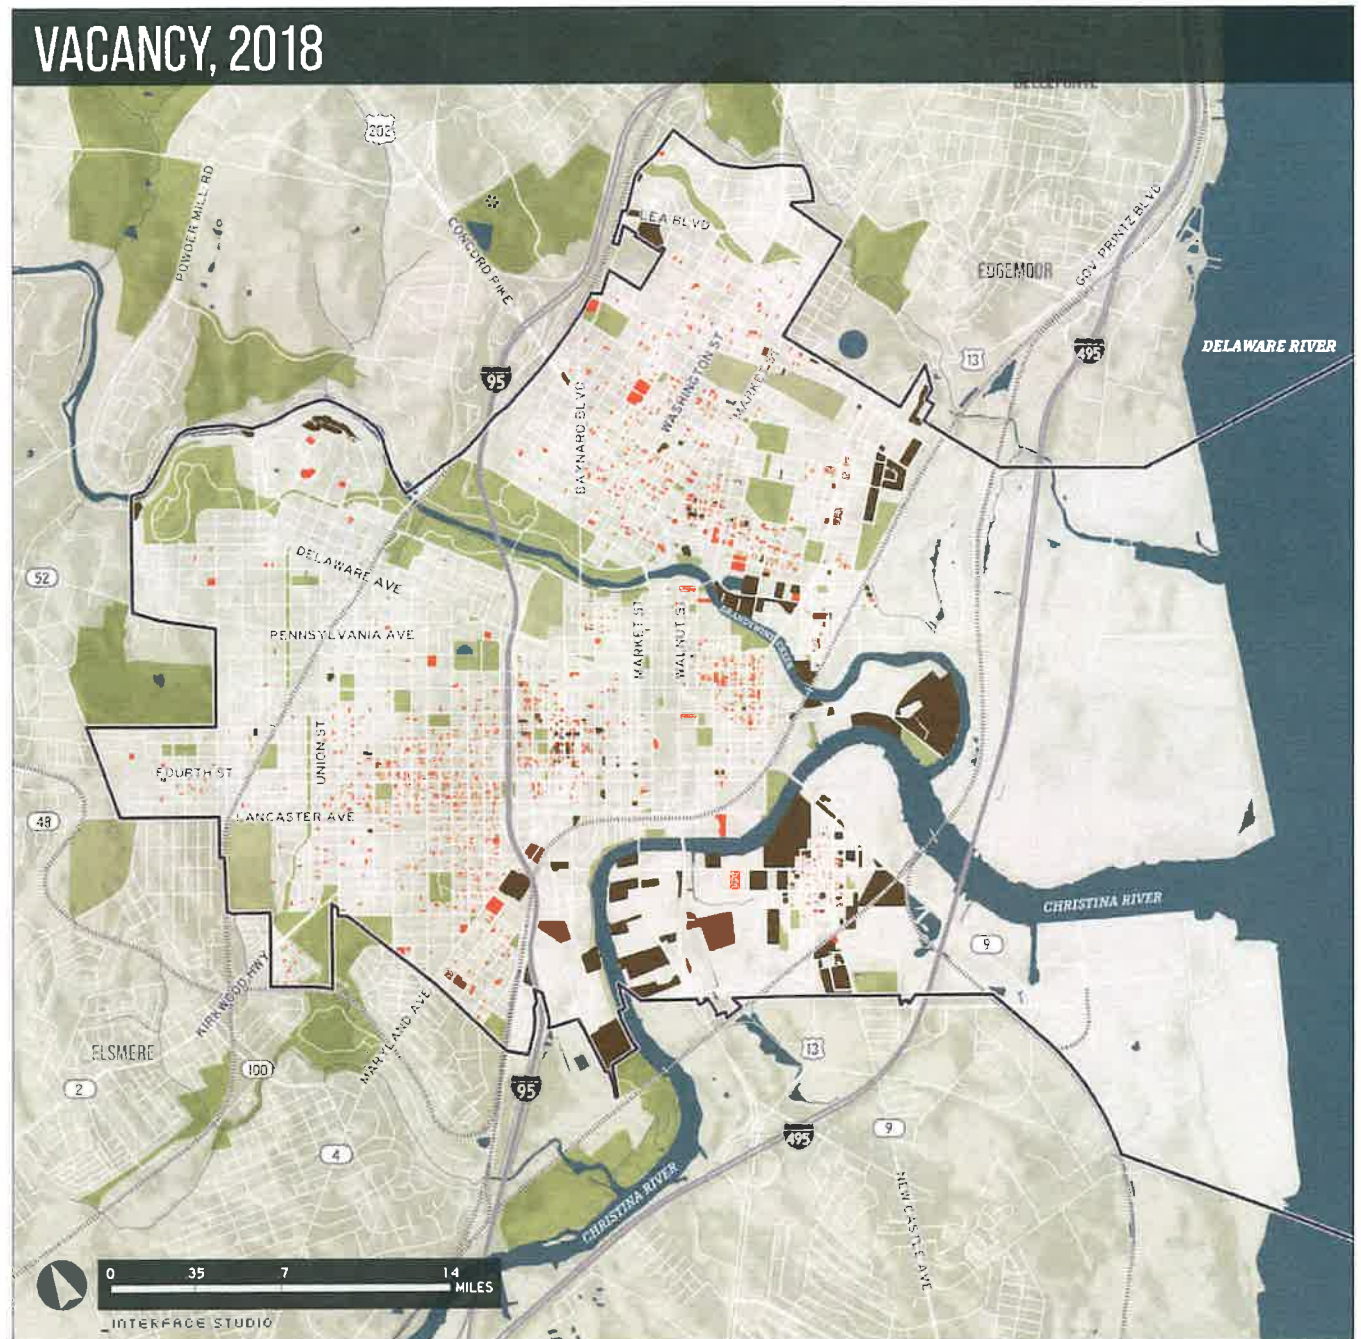 VACANCY, 2018
BELLEFONTE
202
POWDER MILL RD
CONCORD PIKE
LEA BLVD
EDGEMOOR
GOV PRINTZ BLVD
DELAWARE RIVER
13
495
95
WASHINGTON ST
MARKET ST
BAYNARD BLVD
DELAWARE AVE
52
PENNSYLVANIA AVE
MARKET ST
WALNUT ST
BRANDYWINE CREEK
UNION ST
FOURTH ST
LANCASTER AVE
48
CHRISTINA RIVER
9
KIRKWOOD HWY
MARYLAND AVE
ELSMERE
100
2
13
95
495
9
4
NEW CASTLE AVE
CHRISTINA RIVER
0 .35 .7 1.4
MILES
INTERFACE STUDIO